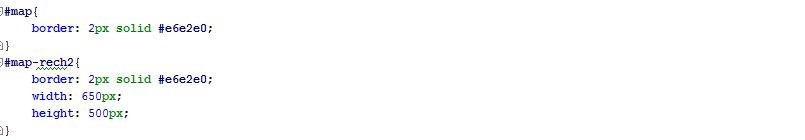 #map{
    border: 2px solid #e6e2e0;
}
#map-rech2{
    border: 2px solid #e6e2e0;
    width: 650px;
    height: 500px;
}